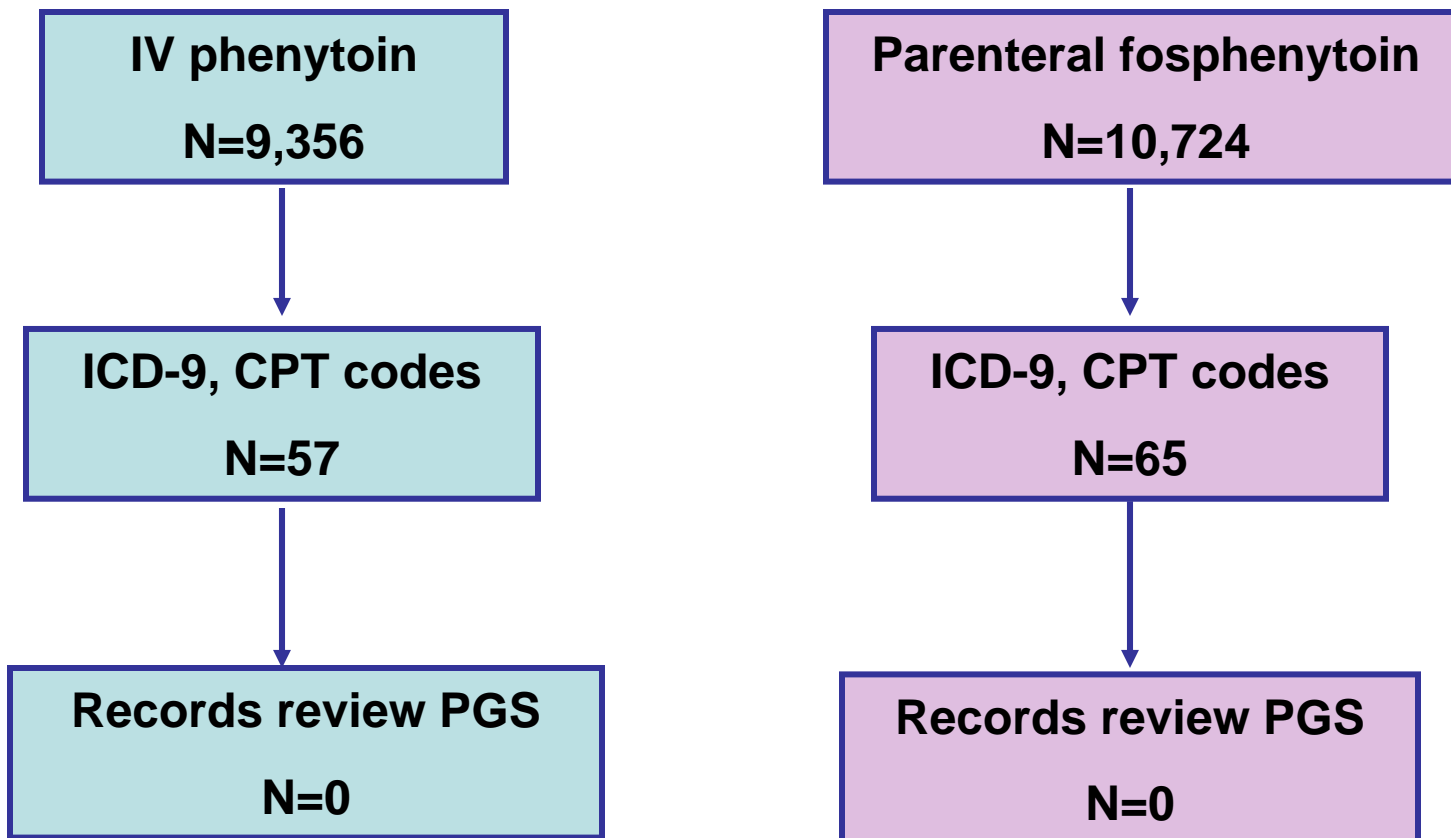 IV phenytoin
N=9,356
ICD-9, CPT codes
N=57
Records review PGS
N=0
Parenteral fosphenytoin
N=10,724
ICD-9, CPT codes
N=65
Records review PGS
N=0